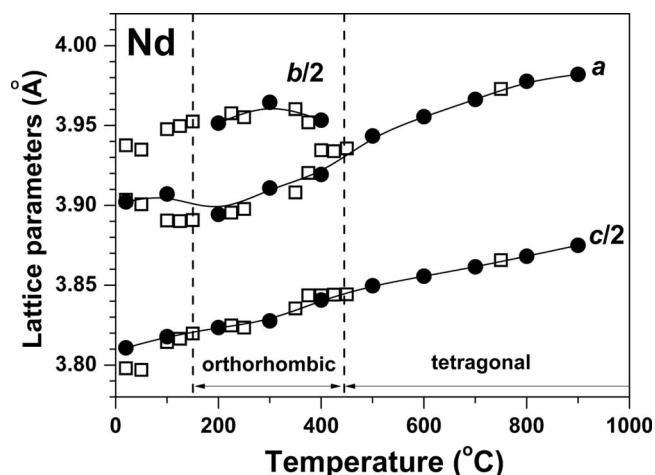 Nd
b/2
a
c/2
orthorhombic
tetragonal
Lattice parameters (Å)
4.00
3.95
3.90
3.85
3.80
0 200 400 600 800 1000
Temperature (°C)